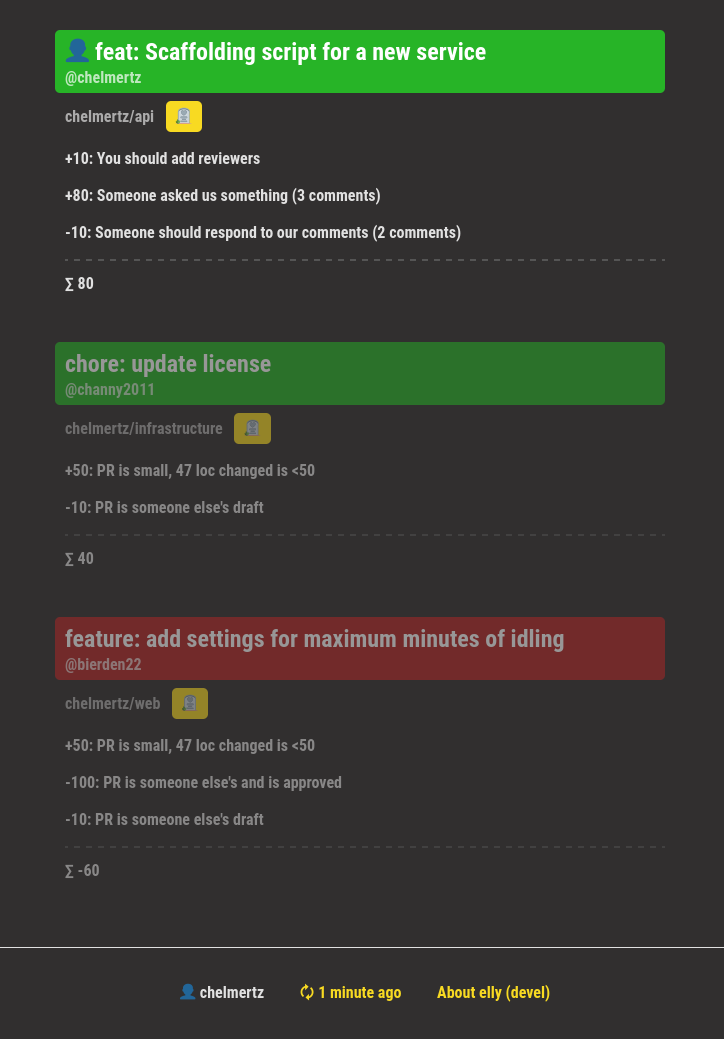 feat: Scaffolding script for a new service
@chelmertz
chelmertz/api
+10: You should add reviewers
+80: Someone asked us something (3 comments)
-10: Someone should respond to our comments (2 comments)
∑ 80
chore: update license
@channy2011
chelmertz/infrastructure
+50: PR is small, 47 loc changed is <50
-10: PR is someone else's draft
∑ 40
feature: add settings for maximum minutes of idling
@bierden22
chelmertz/web
+50: PR is small, 47 loc changed is <50
-100: PR is someone else's and is approved
-10: PR is someone else's draft
∑ -60
chelmertz 1 minute ago About elly (devel)